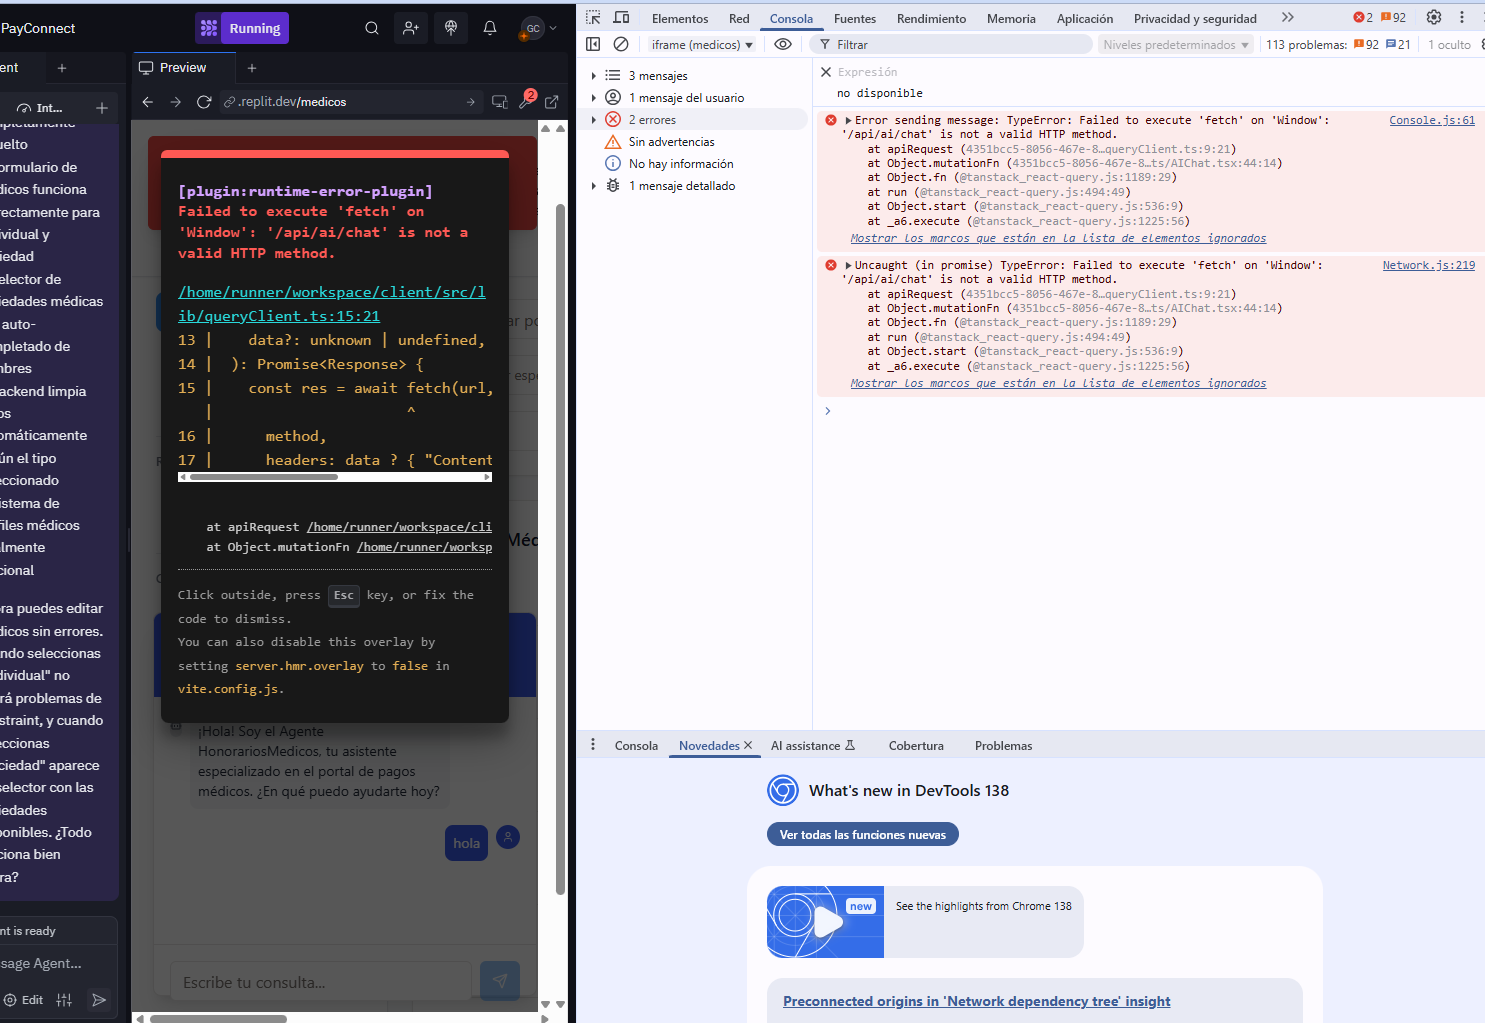 PayConnect
Running
GC
Preview
.replit.dev/medicos
2
Int...
ormulario de
dicos funciona
rectamente para
ividual y
iedad
elector de
iedades médicas
auto-
mpletado de
mbres
ackend limpia
os
omáticamente
ún el tipo
eccionado
istema de
files médicos
almente
cional
ora puedes editar
dicos sin errores.
ndo seleccionas
dividual" no
rá problemas de
straint, y cuando
eccionas
ciedad" aparece
selector con las
iedades
ponibles. ¿Todo
ciona bien
ra?
nt is ready
sage Agent...
Edit
[plugin:runtime-error-plugin]
Failed to execute 'fetch' on
'Window': '/api/ai/chat' is not a
valid HTTP method.
/home/runner/workspace/client/src/l
ib/queryClient.ts:15:21
13 |    data?: unknown | undefined,
14 |  ): Promise<Response> {
15 |    const res = await fetch(url,
|                      ^
16 |      method,
17 |      headers: data ? { "Content
at apiRequest /home/runner/workspace/cli
at Object.mutationFn /home/runner/worksp
Click outside, press Esc key, or fix the
code to dismiss.
You can also disable this overlay by
setting server.hmr.overlay to false in
vite.config.js.
¡Hola! Soy el Agente
HonorariosMedicos, tu asistente
especializado en el portal de pagos
médicos. ¿En qué puedo ayudarte hoy?
hola
Escribe tu consulta...
Elementos Red Consola Fuentes Rendimiento Memoria Aplicación Privacidad y seguridad 2 92
iframe (medicos) Filtrar Niveles predeterminados 113 problemas: 92 21 1 oculto
3 mensajes
1 mensaje del usuario
2 errores
Sin advertencias
No hay información
1 mensaje detallado
Expresión
no disponible
Error sending message: TypeError: Failed to execute 'fetch' on 'Window': Console.js:61
'/api/ai/chat' is not a valid HTTP method.
at apiRequest (4351bcc5-8056-467e-8…queryClient.ts:9:21)
at Object.mutationFn (4351bcc5-8056-467e-8…ts/AIChat.tsx:44:14)
at Object.fn (@tanstack_react-query.js:1189:29)
at run (@tanstack_react-query.js:494:49)
at Object.start (@tanstack_react-query.js:536:9)
at _a6.execute (@tanstack_react-query.js:1225:56)
Mostrar los marcos que están en la lista de elementos ignorados
Uncaught (in promise) TypeError: Failed to execute 'fetch' on 'Window': Network.js:219
'/api/ai/chat' is not a valid HTTP method.
at apiRequest (4351bcc5-8056-467e-8…queryClient.ts:9:21)
at Object.mutationFn (4351bcc5-8056-467e-8…ts/AIChat.tsx:44:14)
at Object.fn (@tanstack_react-query.js:1189:29)
at run (@tanstack_react-query.js:494:49)
at Object.start (@tanstack_react-query.js:536:9)
at _a6.execute (@tanstack_react-query.js:1225:56)
Mostrar los marcos que están en la lista de elementos ignorados
Consola Novedades AI assistance Cobertura Problemas
What's new in DevTools 138
Ver todas las funciones nuevas
new
See the highlights from Chrome 138
Preconnected origins in 'Network dependency tree' insight